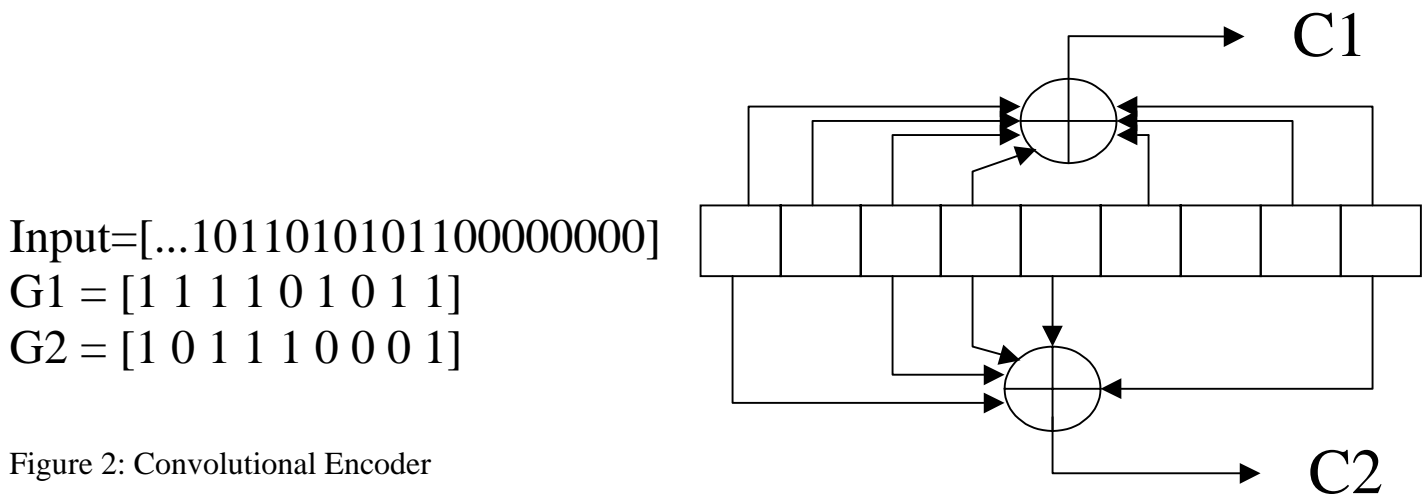 C1
Input=[...1011010101100000000]
G1 = [1 1 1 1 0 1 0 1 1]
G2 = [1 0 1 1 1 0 0 0 1]
Figure 2: Convolutional Encoder
C2